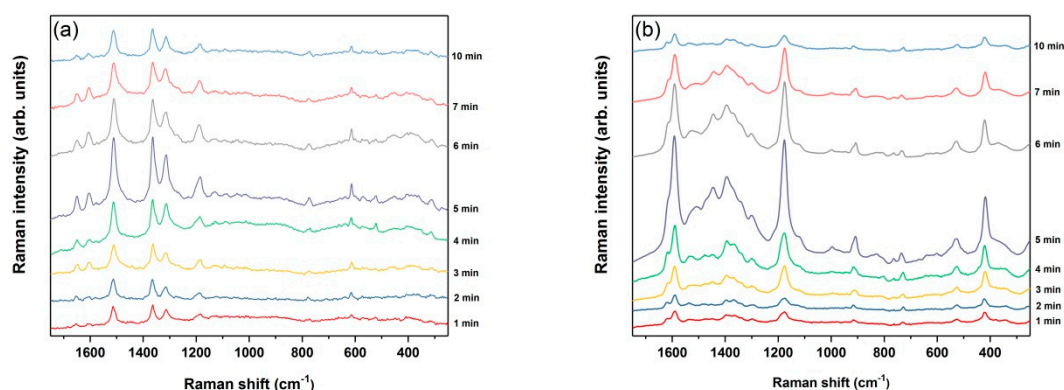 (a)
Raman intensity (arb. units)
10 min
7 min
6 min
5 min
4 min
3 min
2 min
1 min
1600 1400 1200 1000 800 600 400
Raman shift (cm⁻¹)
(b)
Raman intensity (arb. units)
10 min
7 min
6 min
5 min
4 min
3 min
2 min
1 min
1600 1400 1200 1000 800 600 400
Raman shift (cm⁻¹)